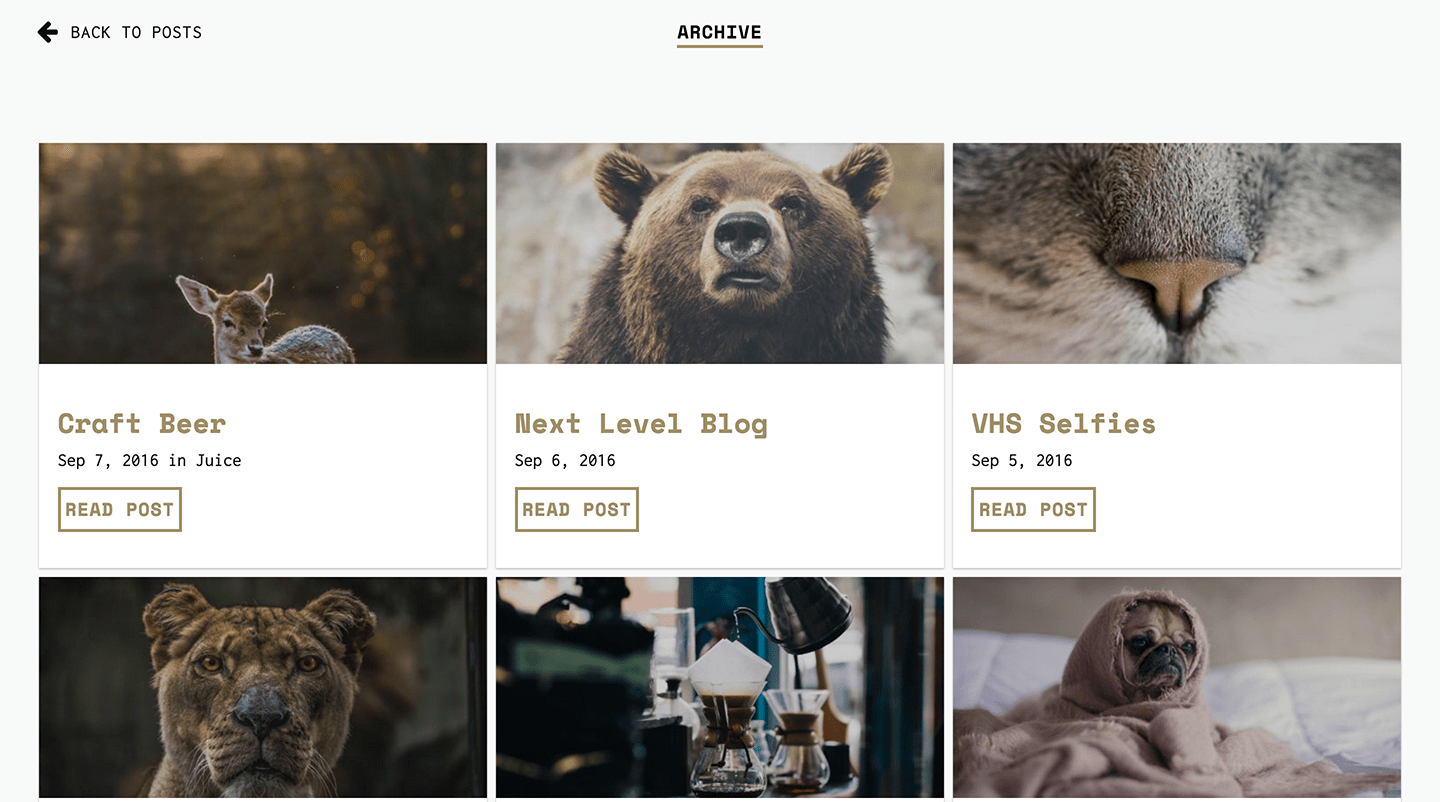 BACK TO POSTS
ARCHIVE
Craft Beer
Sep 7, 2016 in Juice
READ POST
Next Level Blog
Sep 6, 2016
READ POST
VHS Selfies
Sep 5, 2016
READ POST